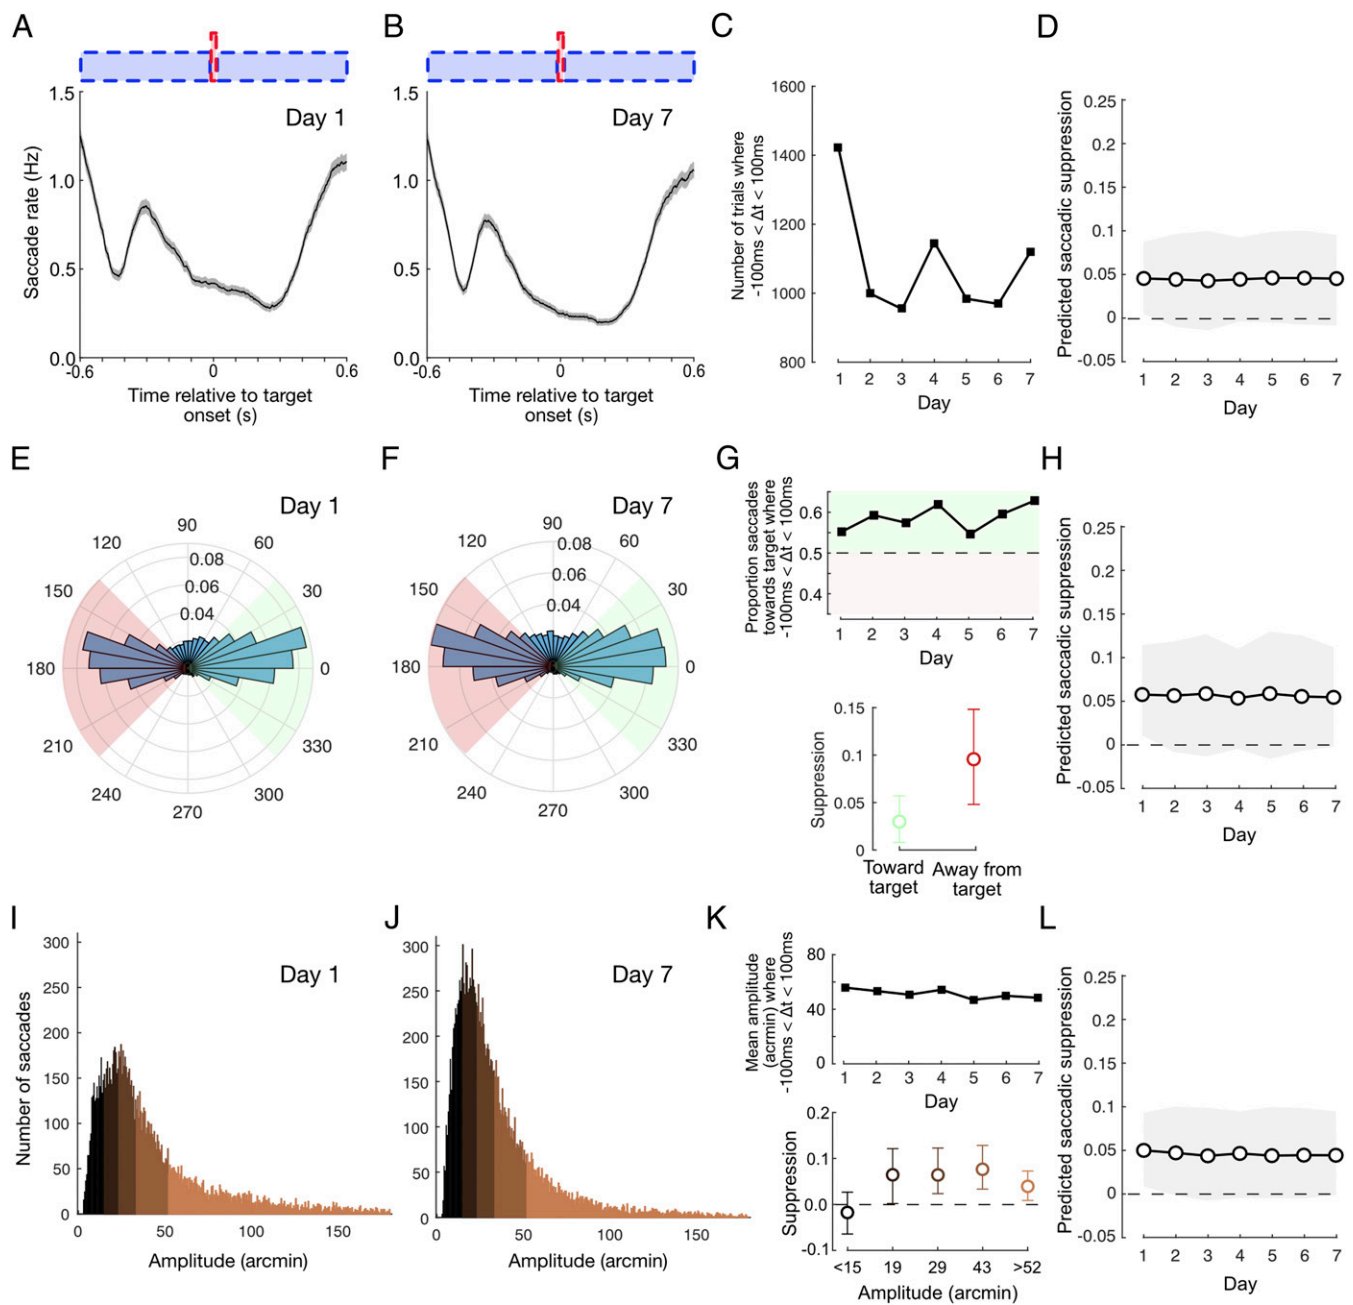 A
B
C
D
Day 1
1.5
1.0
0.5
0.0
-0.6
0
0.6
Saccade rate (Hz)
Time relative to target
onset (s)
Day 7
1.5
1.0
0.5
0.0
-0.6
0
0.6
Time relative to target
onset (s)
Number of trials where
-100ms < Δt < 100ms
1600
1400
1200
1000
800
1 2 3 4 5 6 7
Day
Predicted saccadic suppression
0.25
0.2
0.15
0.1
0.05
0
-0.05
1 2 3 4 5 6 7
Day
E
F
G
H
Day 1
90
120
60
150
30
180
0
210
330
240
300
270
0.08
0.06
0.04
Day 7
90
120
60
150
30
180
0
210
330
240
300
270
0.08
0.06
0.04
Proportion saccades
towards target where
-100ms < Δt < 100ms
0.6
0.5
0.4
1 2 3 4 5 6 7
Day
Suppression
0.15
0.1
0.05
0
Toward
target
Away from
target
Predicted saccadic suppression
0.25
0.2
0.15
0.1
0.05
0
-0.05
1 2 3 4 5 6 7
Day
I
J
K
L
Day 1
Number of saccades
300
250
200
150
100
50
0
0 50 100 150
Amplitude (arcmin)
Day 7
300
250
200
150
100
50
0
0 50 100 150
Amplitude (arcmin)
Mean amplitude
(acrmin) where
-100ms < Δt < 100ms
80
40
0
1 2 3 4 5 6 7
Day
Suppression
0.2
0.1
0.0
-0.1
<15 19 29 43 >52
Amplitude (arcmin)
Predicted saccadic suppression
0.25
0.2
0.15
0.1
0.05
0
-0.05
1 2 3 4 5 6 7
Day